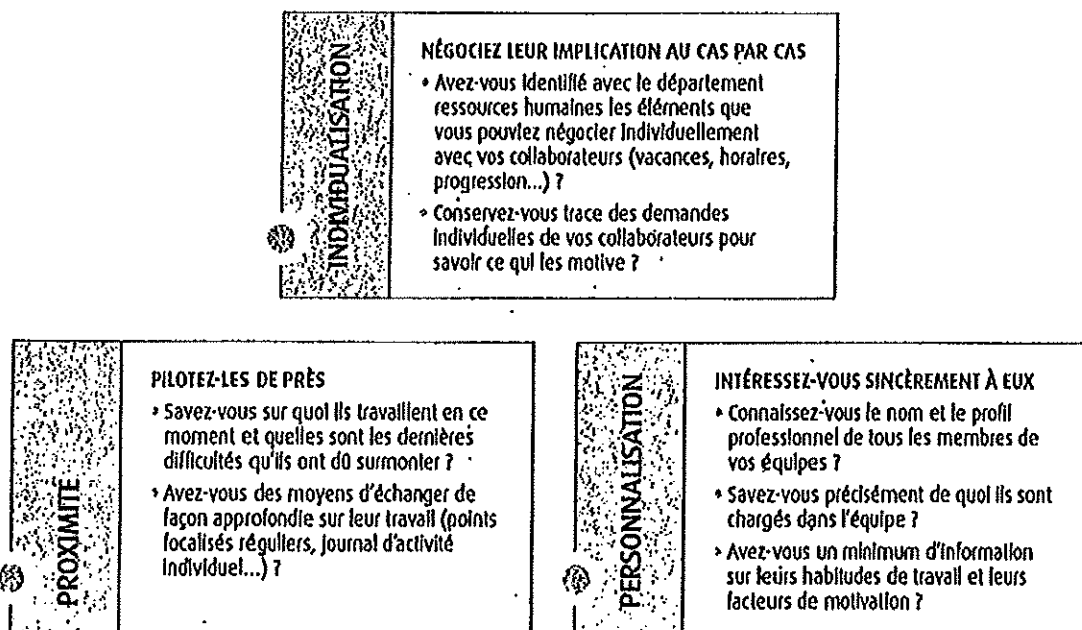 INDIVIDUALISATION
NÉGOCIEZ LEUR IMPLICATION AU CAS PAR CAS
• Avez-vous identifié avec le département
ressources humaines les éléments que
vous pouviez négocier individuellement
avec vos collaborateurs (vacances, horaires,
progression...) ?
• Conservez-vous trace des demandes
individuelles de vos collaborateurs pour
savoir ce qui les motive ?
PROXIMITÉ
PILOTEZ-LES DE PRÈS
• Savez-vous sur quoi ils travaillent en ce
moment et quelles sont les dernières
difficultés qu'ils ont dû surmonter ?
• Avez-vous des moyens d'échanger de
façon approfondie sur leur travail (points
focalisés réguliers, journal d'activité
individuel...) ?
PERSONNALISATION
INTÉRESSEZ-VOUS SINCÈREMENT À EUX
• Connaissez-vous le nom et le profil
professionnel de tous les membres de
vos équipes ?
• Savez-vous précisément de quoi ils sont
chargés dans l'équipe ?
• Avez-vous un minimum d'information
sur leurs habitudes de travail et leurs
facteurs de motivation ?